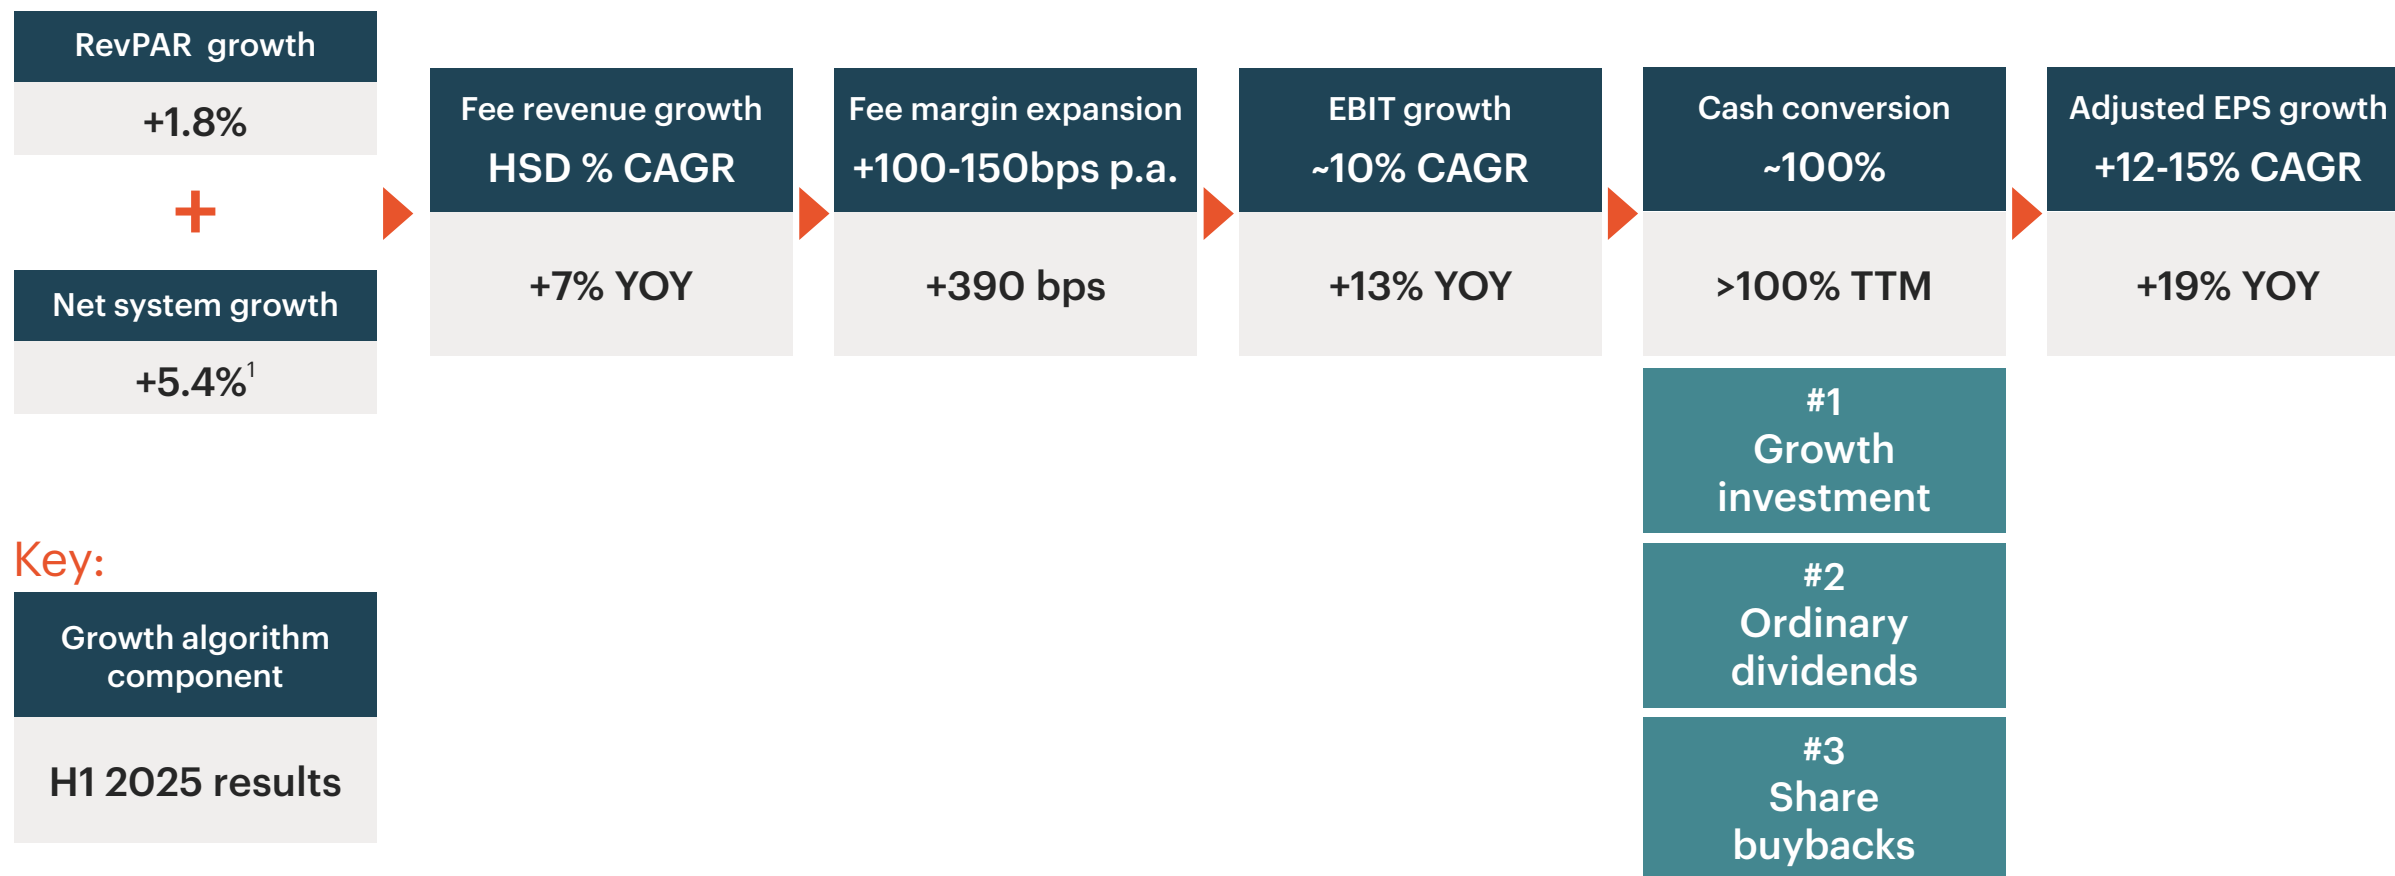 RevPAR growth
+1.8%
+
Net system growth
+5.4%¹
Fee revenue growth
HSD % CAGR
+7% YOY
Fee margin expansion
+100-150bps p.a.
+390 bps
EBIT growth
~10% CAGR
+13% YOY
Cash conversion
~100%
>100% TTM
#1
Growth
investment
#2
Ordinary
dividends
#3
Share
buybacks
Adjusted EPS growth
+12-15% CAGR
+19% YOY
Key:
Growth algorithm
component
H1 2025 results